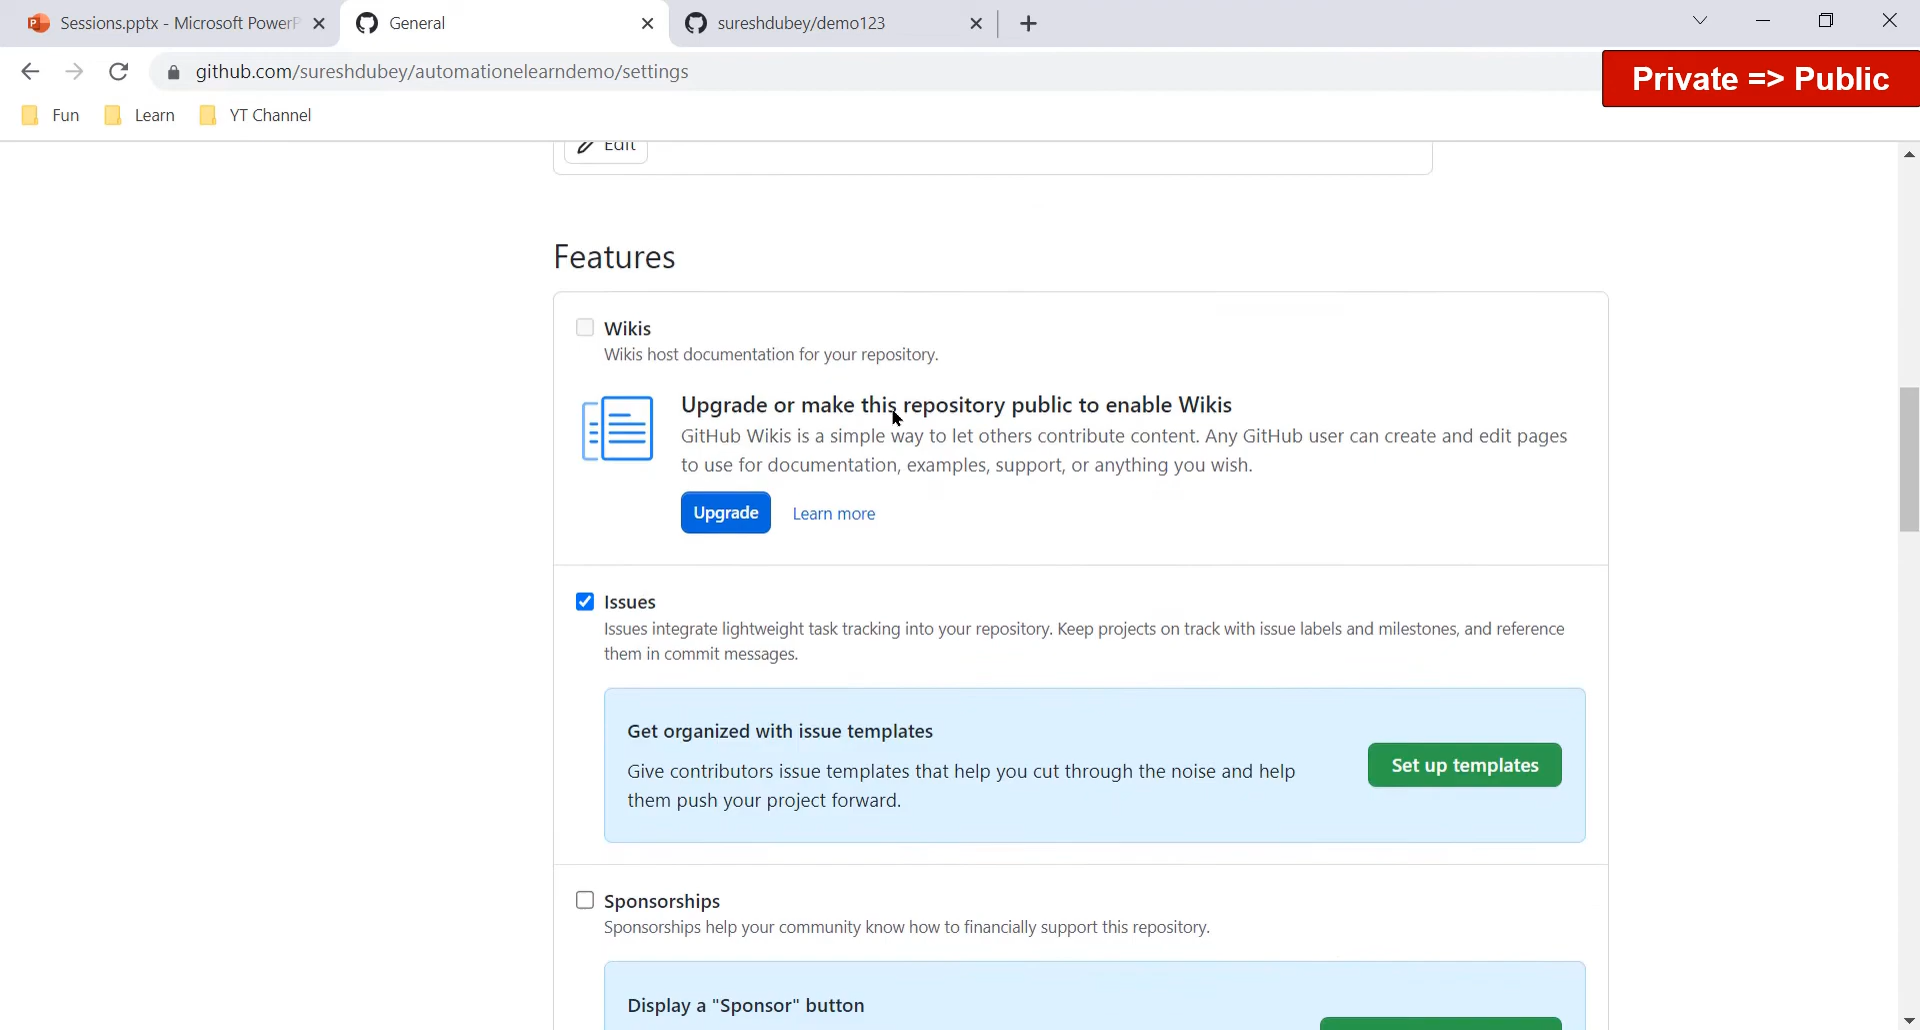 Sessions.pptx - Microsoft PowerP
General
sureshdubey/demo123
github.com/sureshdubey/automationelearndemo/settings
Private => Public
Fun
Learn
YT Channel
Edit
Features
Wikis
Wikis host documentation for your repository.
Upgrade or make this repository public to enable Wikis
GitHub Wikis is a simple way to let others contribute content. Any GitHub user can create and edit pages
to use for documentation, examples, support, or anything you wish.
Upgrade
Learn more
Issues
Issues integrate lightweight task tracking into your repository. Keep projects on track with issue labels and milestones, and reference
them in commit messages.
Get organized with issue templates
Give contributors issue templates that help you cut through the noise and help
them push your project forward.
Set up templates
Sponsorships
Sponsorships help your community know how to financially support this repository.
Display a "Sponsor" button